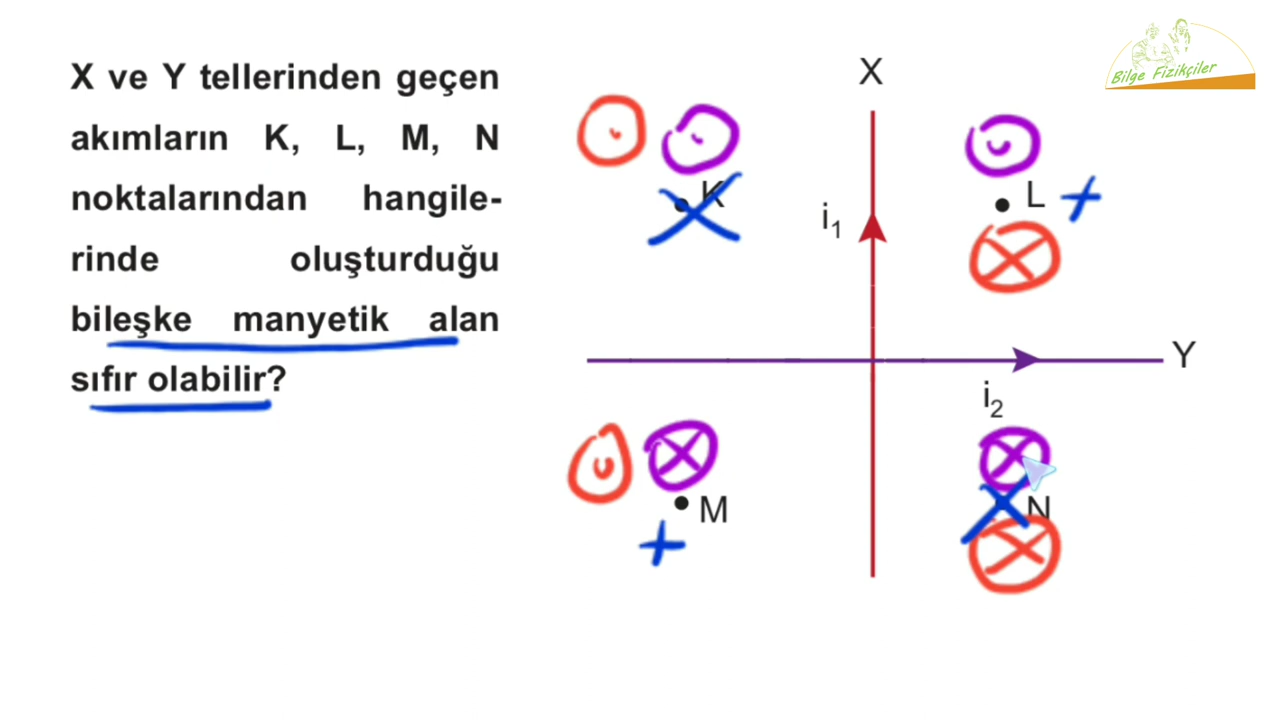 X ve Y tellerinden geçen
akımların K, L, M, N
noktalarından hangile-
rinde oluşturduğu
bileşke manyetik alan
sıfır olabilir?
Bilge Fizikçiler
X
K
L
i1
Y
i2
M
N